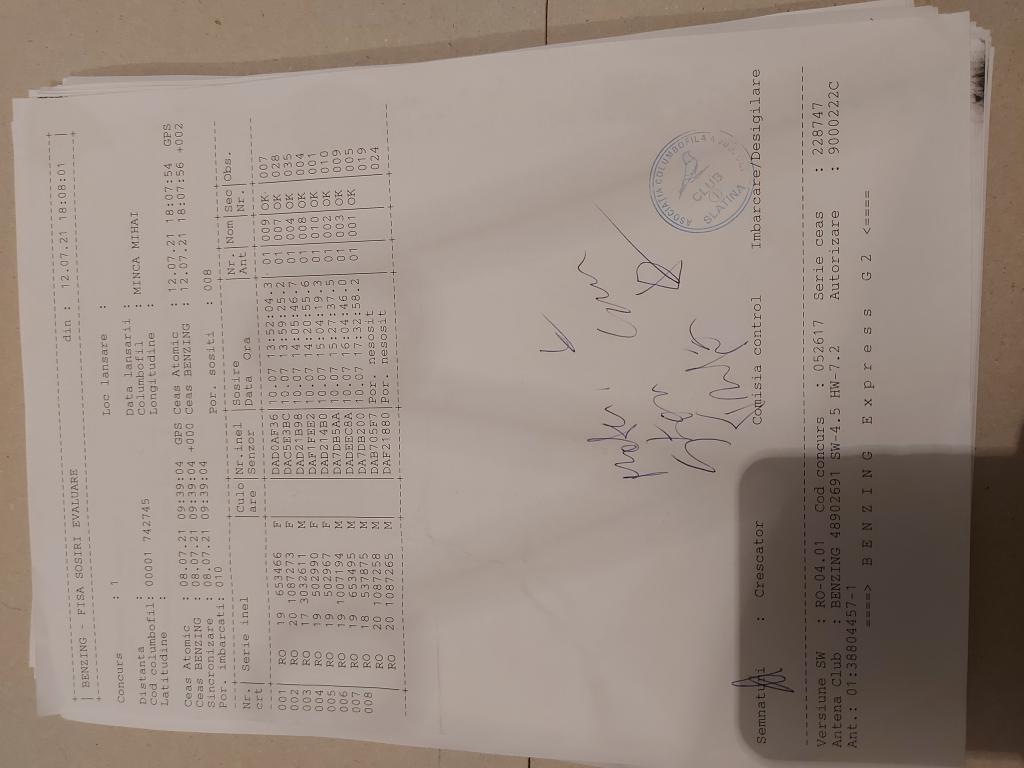 din : 12.07.21 18:08:01
BENZING - FISA SOSIRI EVALUARE
Concurs : 1 Loc lansare :
Distanta : Data lansarii :
Cod columbofil: 00001 742745 Columbofil : MINCA MIHAI
Latitudine : Longitudine :
Ceas Atomic : 08.07.21 09:39:04 GPS Ceas Atomic : 12.07.21 18:07:54 GPS
Ceas BENZING : 08.07.21 09:39:04 +000 Ceas BENZING : 12.07.21 18:07:56 +002
Sincronizare : 08.07.21 09:39:04
Por. imbarcati: 010 Por. sositi : 008
Nr. Serie inel Culo Nr.inel Sosire Nr. Nom Sec Obs.
crt are Senzor Data Ora Ant Nr.
001 RO 19 653466 F DAD0AF36 10.07 13:52:04.3 01 009 OK 007
002 RO 20 1087273 F DAC5E3BC 10.07 13:59:25.2 01 007 OK 028
003 RO 17 3032611 M DAD21B98 10.07 14:05:46.7 01 004 OK 035
004 RO 19 502990 F DAF1FEE2 10.07 14:20:55.6 01 008 OK 004
005 RO 19 502967 F DAD214B8 10.07 15:04:19.3 01 010 OK 001
006 RO 19 1007194 M DA7DB5AA 10.07 15:27:37.5 01 002 OK 010
007 RO 19 653495 M DADEEC8A 10.07 16:04:46.0 01 003 OK 009
008 RO 18 537875 M DA7DB200 10.07 17:32:58.2 01 001 OK 005
RO 20 1087258 M DAB705F7 Por. nesosit 019
RO 20 1087265 M DAF21880 Por. nesosit 024
ASOCIATIA COLUMBOFILA
CLUB
SLATINA
Semnaturi : Crescator Comisia control Imbarcare/Desigilare
Versiune SW : RO-04.01 Cod concurs : 052617 Serie ceas : 228747
Antena Club : BENZING 48902691 SW-4.5 HW-7.2 Autorizare : 9000222C
Ant.: 01:38804457-1
====> B E N Z I N G E x p r e s s G 2 <====